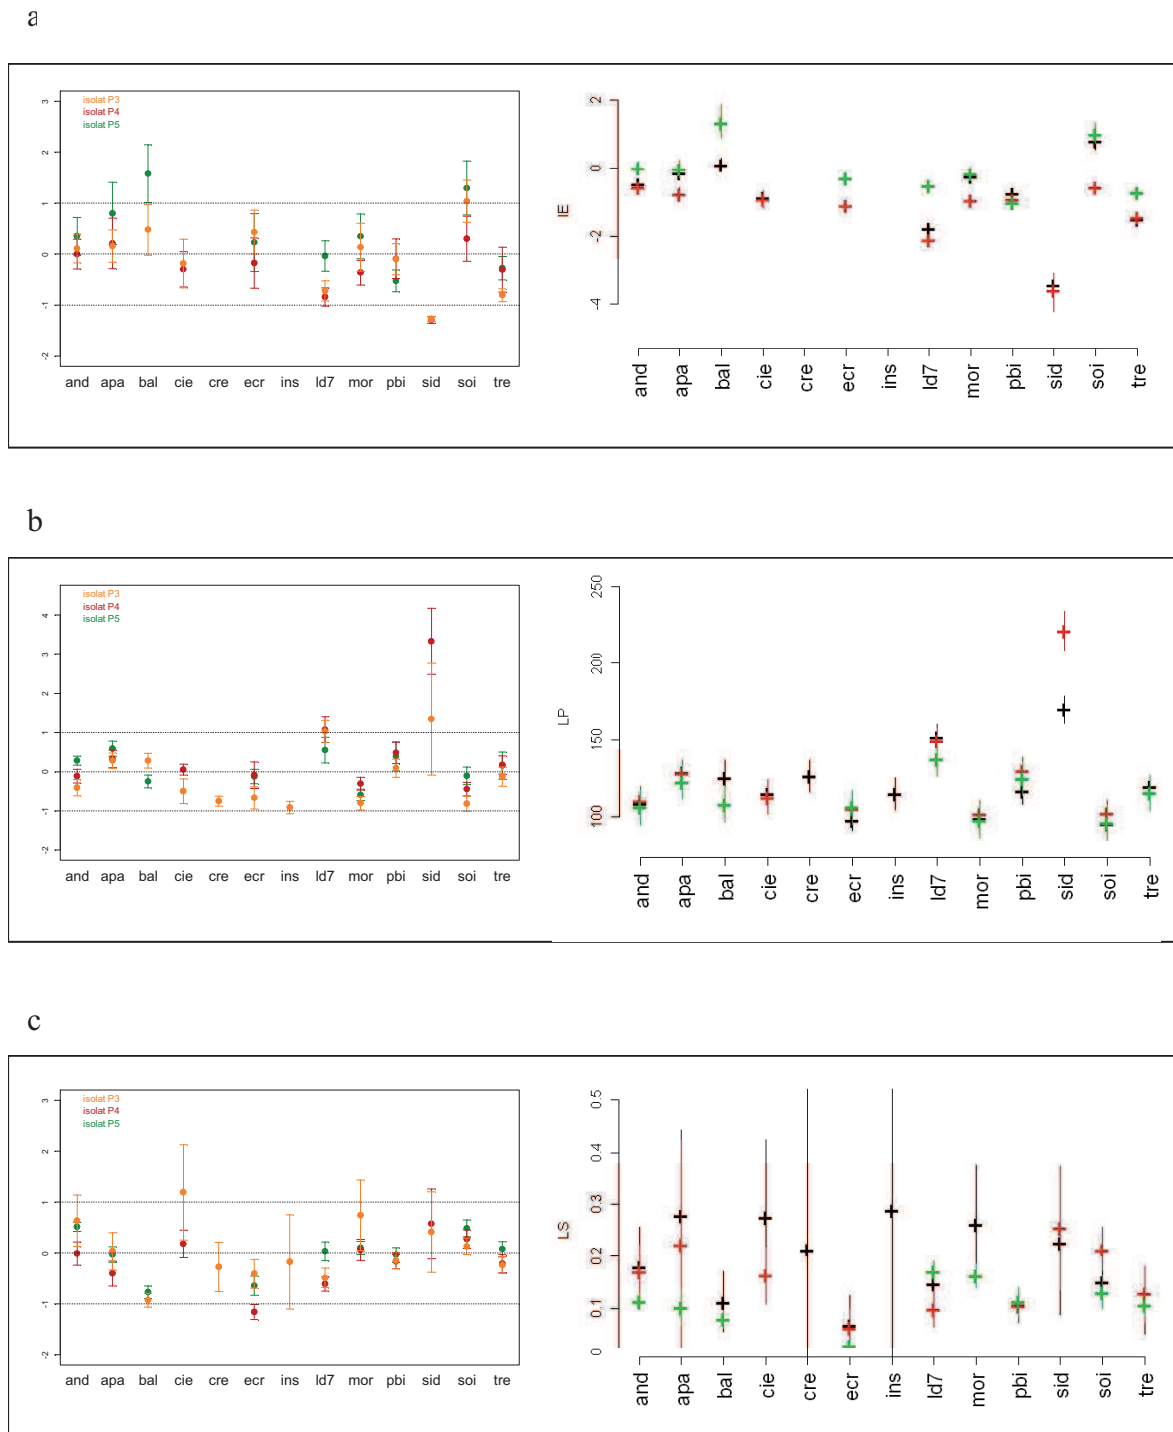 a
isolat P3
isolat P4
isolat P5
3
2
1
0
-1
-2
and apa bal cie cre ecr ins ld7 mor pbi sid soi tre
IE
2
0
-2
-4
and apa bal cie cre ecr ins ld7 mor pbi sid soi tre
b
isolat P3
isolat P4
isolat P5
4
3
2
1
0
-1
-2
and apa bal cie cre ecr ins ld7 mor pbi sid soi tre
LP
250
200
150
100
and apa bal cie cre ecr ins ld7 mor pbi sid soi tre
c
isolat P3
isolat P4
isolat P5
3
2
1
0
-1
-2
and apa bal cie cre ecr ins ld7 mor pbi sid soi tre
LS
0.5
0.4
0.3
0.2
0.1
0
and apa bal cie cre ecr ins ld7 mor pbi sid soi tre